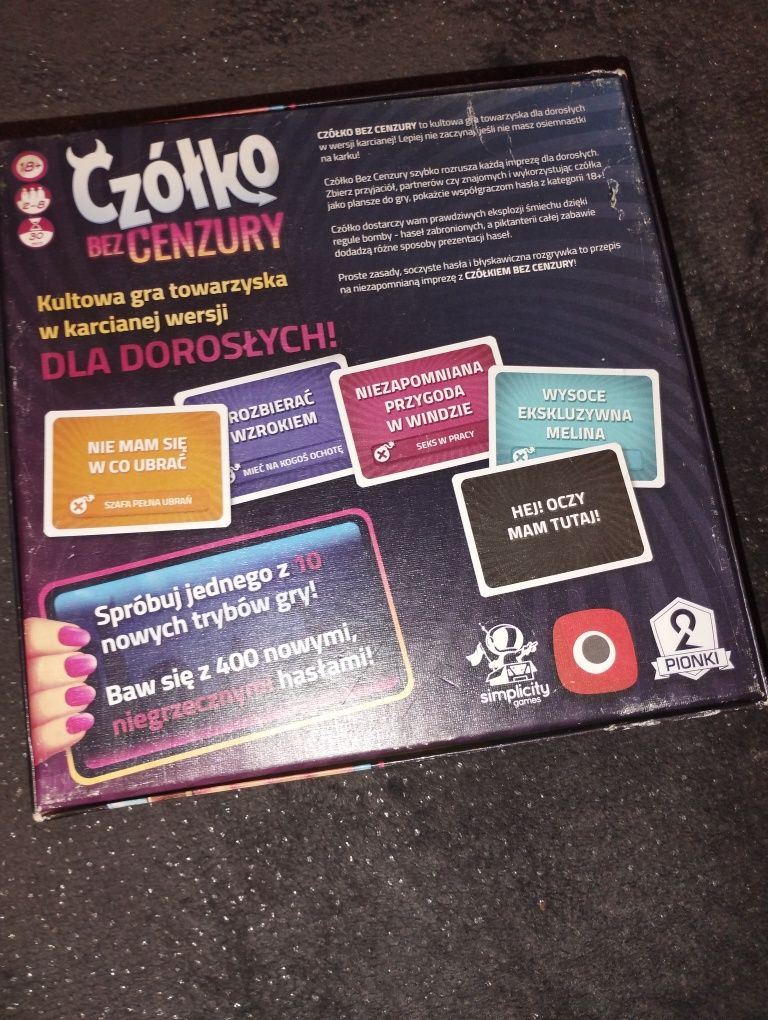 18+
2-8
30
Czółko
BEZ CENZURY
Kultowa gra towarzyska
w karcianej wersji
DLA DOROSŁYCH!
CZÓŁKO BEZ CENZURY to kultowa gra towarzyska dla dorosłych
w wersji karcianej! Lepiej nie zaczynaj jeśli nie masz osiemnastki
na karku!
Czółko Bez Cenzury szybko rozrusza każdą imprezę dla dorosłych.
Zbierz przyjaciół, partnerów czy znajomych i wykorzystując czółka
jako plansze do gry, pokażcie współgraczom hasła z kategorii 18+!
Czółko dostarczy wam prawdziwych eksplozji śmiechu dzięki
regule bomby - haseł zabronionych, a pikanterii całej zabawie
dodadzą różne sposoby prezentacji haseł.
Proste zasady, soczyste hasła i błyskawiczna rozgrywka to przepis
na niezapomnianą imprezę z CZÓŁKIEM BEZ CENZURY!
NIE MAM SIĘ
W CO UBRAĆ
SZAFA PEŁNA UBRAŃ
ROZBIERAĆ
WZROKIEM
MIEĆ NA KOGOŚ OCHOTĘ
NIEZAPOMNIANA
PRZYGODA
W WINDZIE
SEKS W PRACY
WYSOCE
EKSKLUZYWNA
MELINA
HEJ! OCZY
MAM TUTAJ!
Spróbuj jednego z 10
nowych trybów gry!
Baw się z 400 nowymi,
niegrzecznymi hasłami!
simplicity
games
2
PIONKI